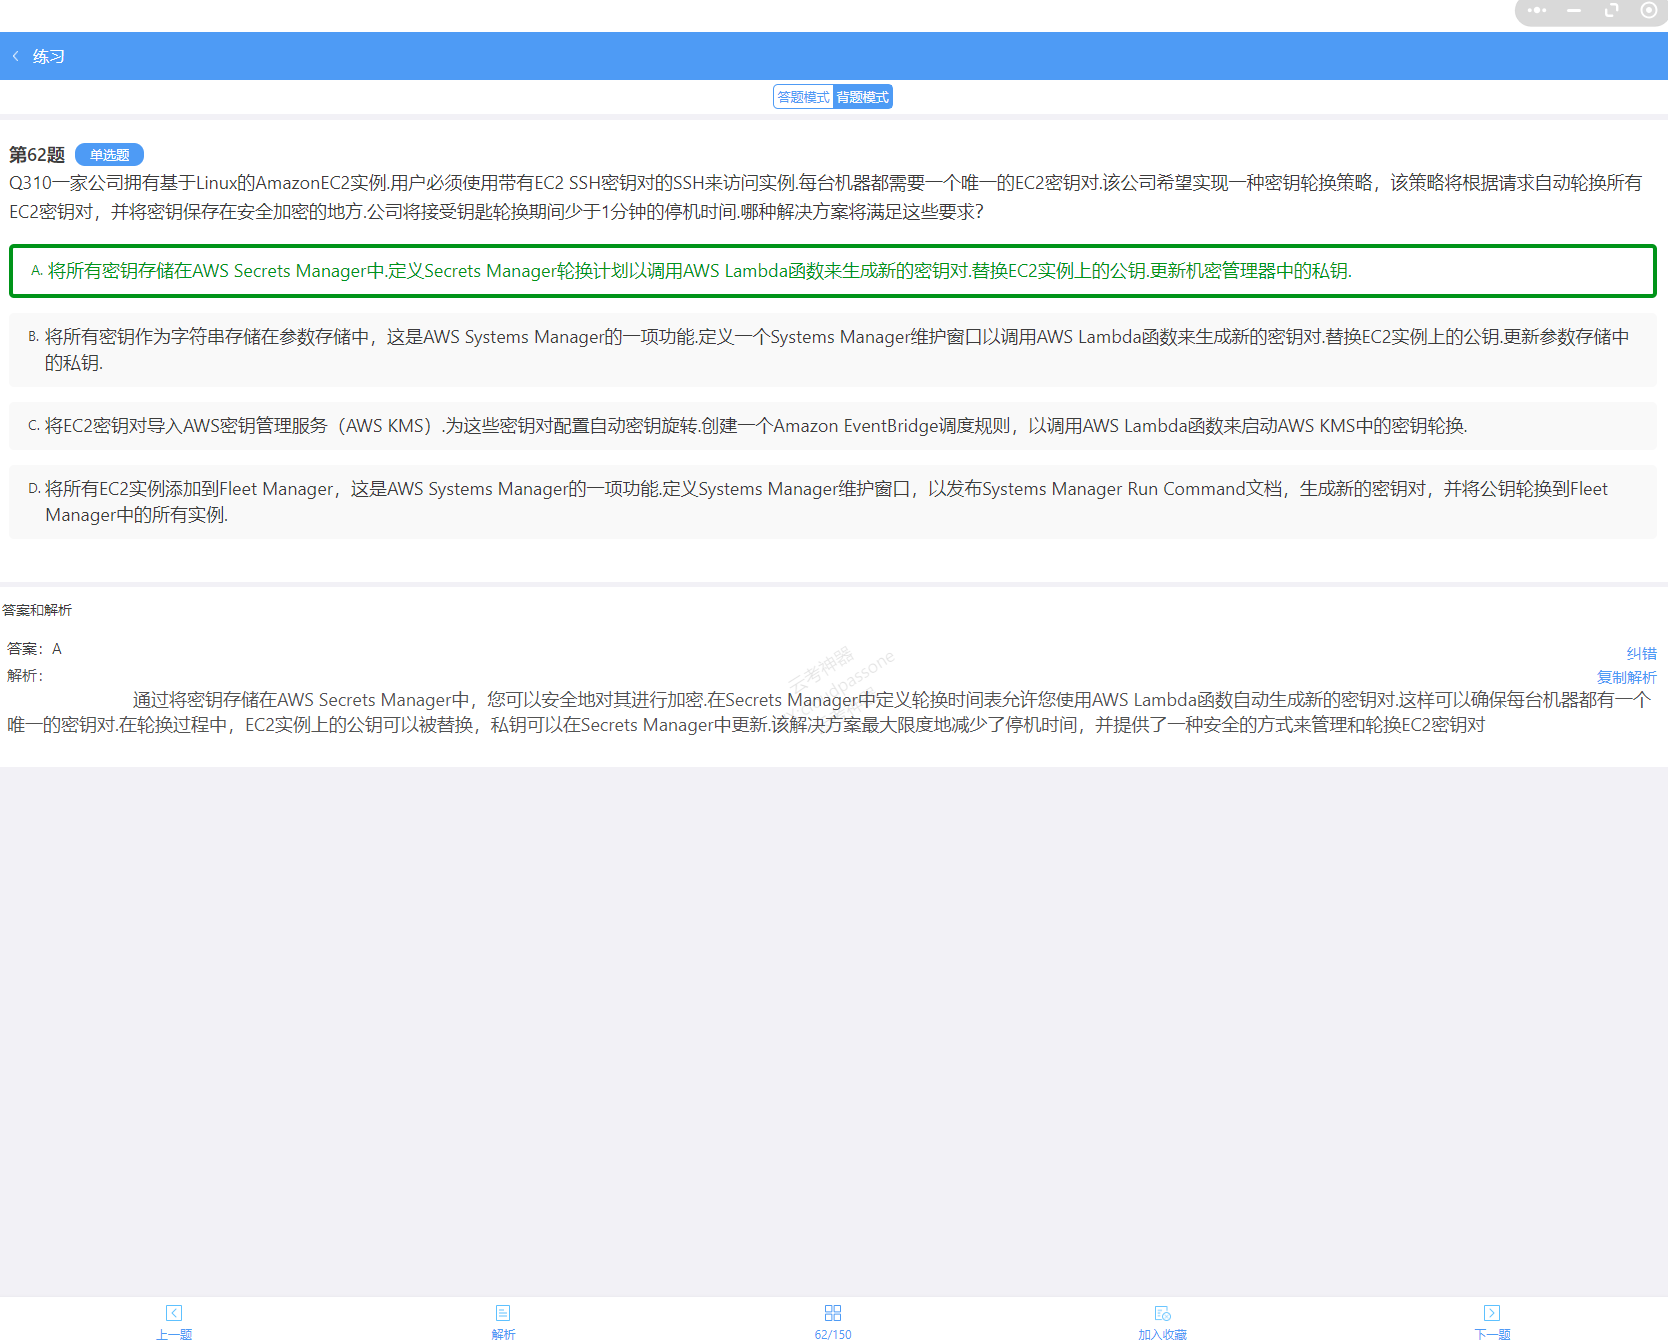 练习
答题模式 背题模式
第62题 单选题
Q310一家公司拥有基于Linux的AmazonEC2实例.用户必须使用带有EC2 SSH密钥对的SSH来访问实例.每台机器都需要一个唯一的EC2密钥对.该公司希望实现一种密钥轮换策略，该策略将根据请求自动轮换所有
EC2密钥对，并将密钥保存在安全加密的地方.公司将接受钥匙轮换期间少于1分钟的停机时间.哪种解决方案将满足这些要求？
A. 将所有密钥存储在AWS Secrets Manager中.定义Secrets Manager轮换计划以调用AWS Lambda函数来生成新的密钥对.替换EC2实例上的公钥.更新机密管理器中的私钥.
B. 将所有密钥作为字符串存储在参数存储中，这是AWS Systems Manager的一项功能.定义一个Systems Manager维护窗口以调用AWS Lambda函数来生成新的密钥对.替换EC2实例上的公钥.更新参数存储中
的私钥.
C. 将EC2密钥对导入AWS密钥管理服务（AWS KMS）.为这些密钥对配置自动密钥旋转.创建一个Amazon EventBridge调度规则，以调用AWS Lambda函数来启动AWS KMS中的密钥轮换.
D. 将所有EC2实例添加到Fleet Manager，这是AWS Systems Manager的一项功能.定义Systems Manager维护窗口，以发布Systems Manager Run Command文档，生成新的密钥对，并将公钥轮换到Fleet
Manager中的所有实例.
答案和解析
答案：A
纠错
解析：
复制解析
通过将密钥存储在AWS Secrets Manager中，您可以安全地对其进行加密.在Secrets Manager中定义轮换时间表允许您使用AWS Lambda函数自动生成新的密钥对.这样可以确保每台机器都有一个
唯一的密钥对.在轮换过程中，EC2实例上的公钥可以被替换，私钥可以在Secrets Manager中更新.该解决方案最大限度地减少了停机时间，并提供了一种安全的方式来管理和轮换EC2密钥对
云考神器
上一题 解析 62/150 加入收藏 下一题